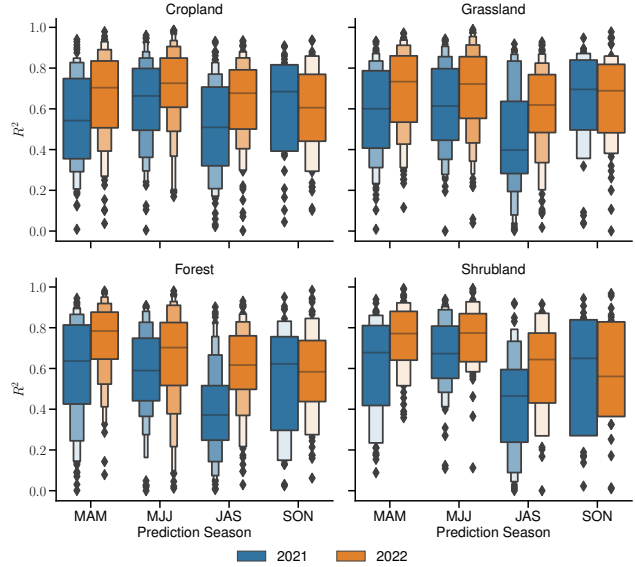 Cropland
Grassland
1.0
0.8
0.6
0.4
0.2
0.0
R²
Forest
Shrubland
1.0
0.8
0.6
0.4
0.2
0.0
R²
MAM MJJ JAS SON
MAM MJJ JAS SON
Prediction Season
Prediction Season
2021 2022